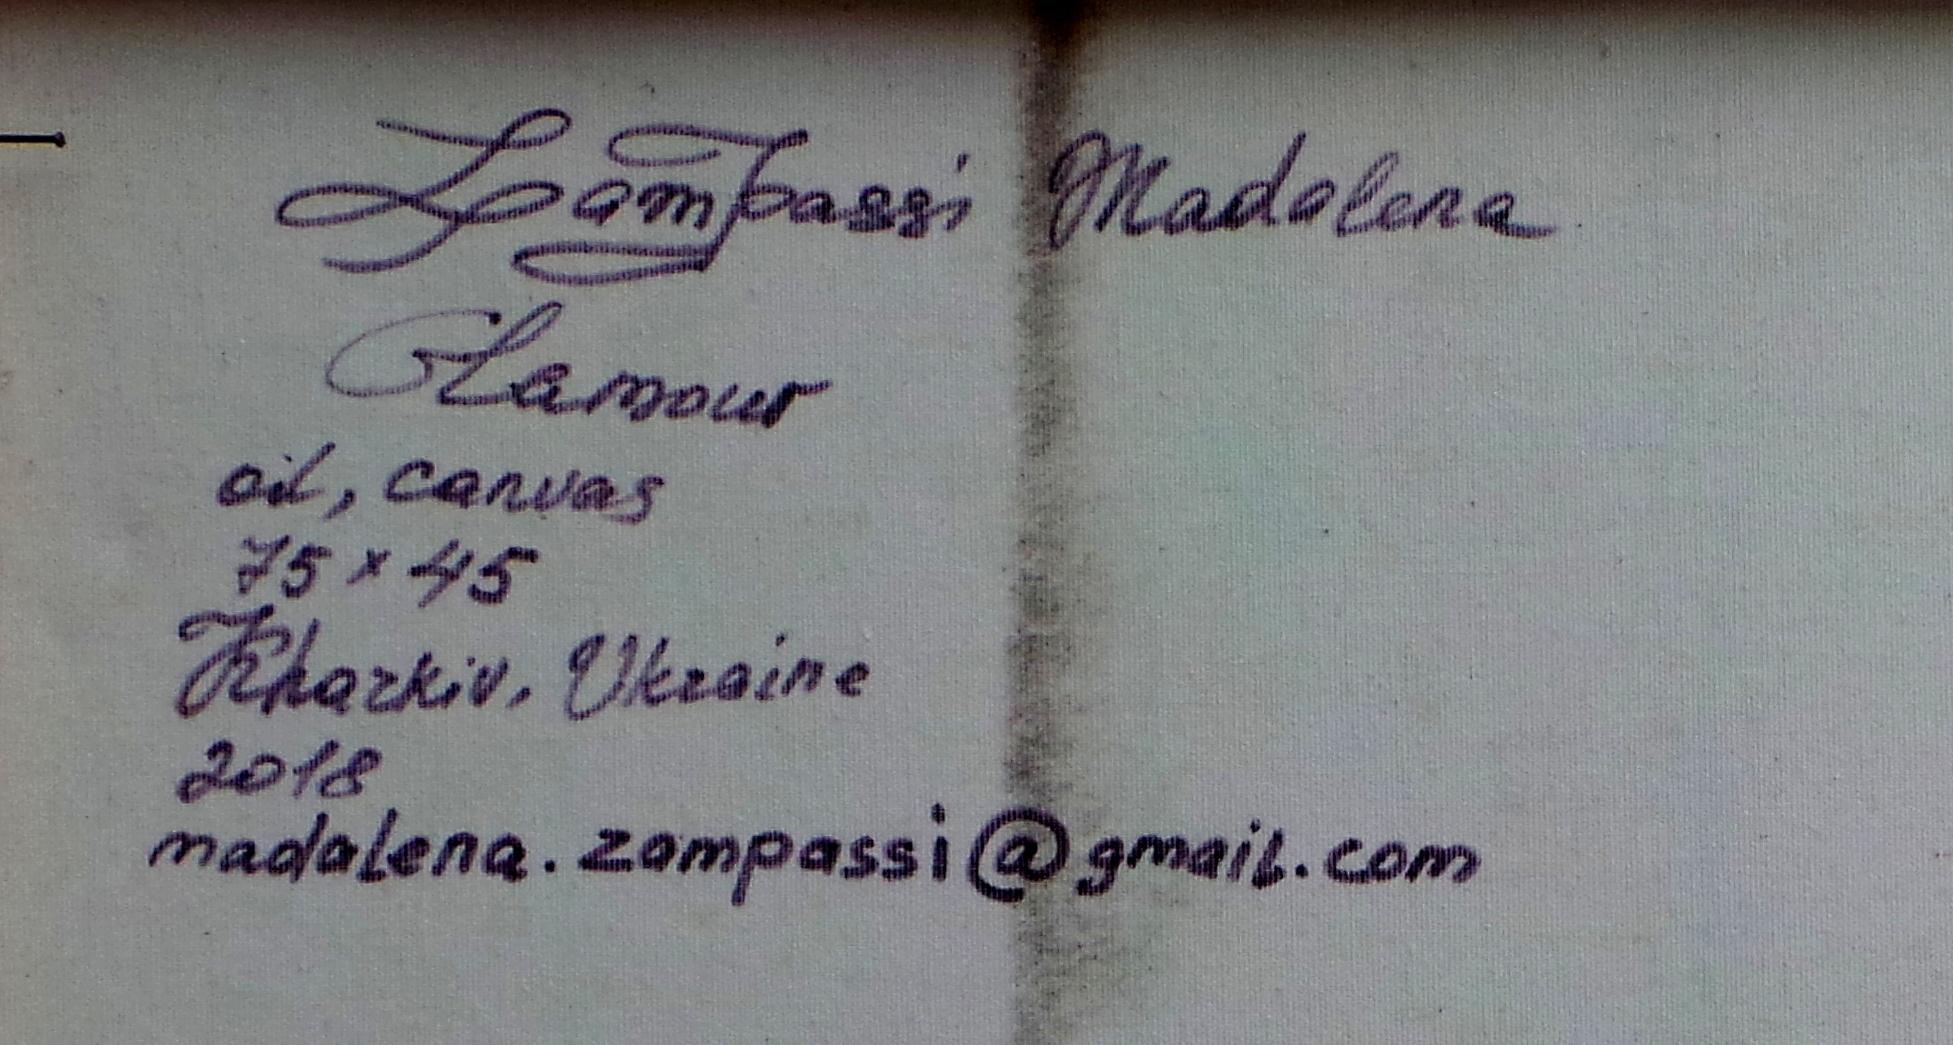 Zampassi Madalena
Glamour
oil, canvas
75 x 45
Kharkiv, Ukraine
2018
madalena.zampassi@gmail.com